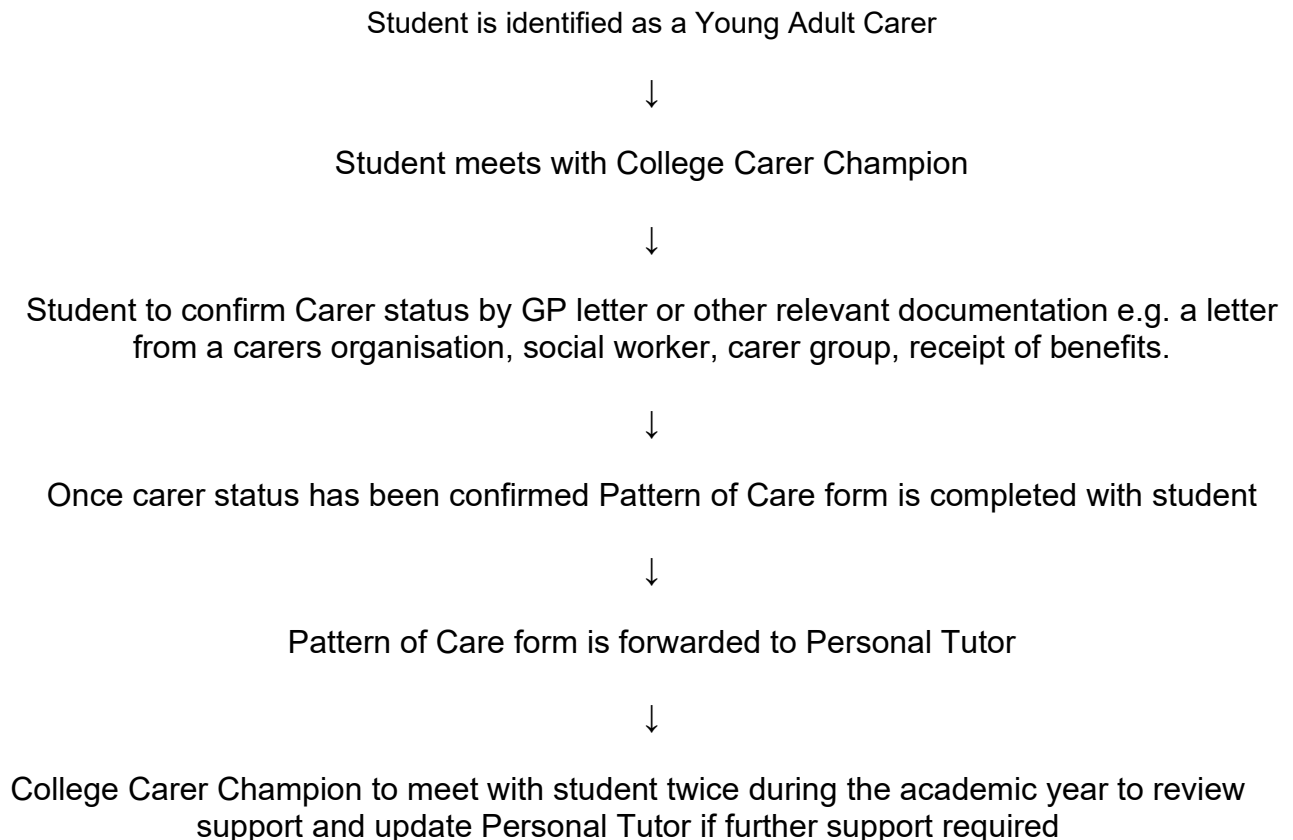 Student is identified as a Young Adult Carer
↓
Student meets with College Carer Champion
↓
Student to confirm Carer status by GP letter or other relevant documentation e.g. a letter
from a carers organisation, social worker, carer group, receipt of benefits.
↓
Once carer status has been confirmed Pattern of Care form is completed with student
↓
Pattern of Care form is forwarded to Personal Tutor
↓
College Carer Champion to meet with student twice during the academic year to review
support and update Personal Tutor if further support required